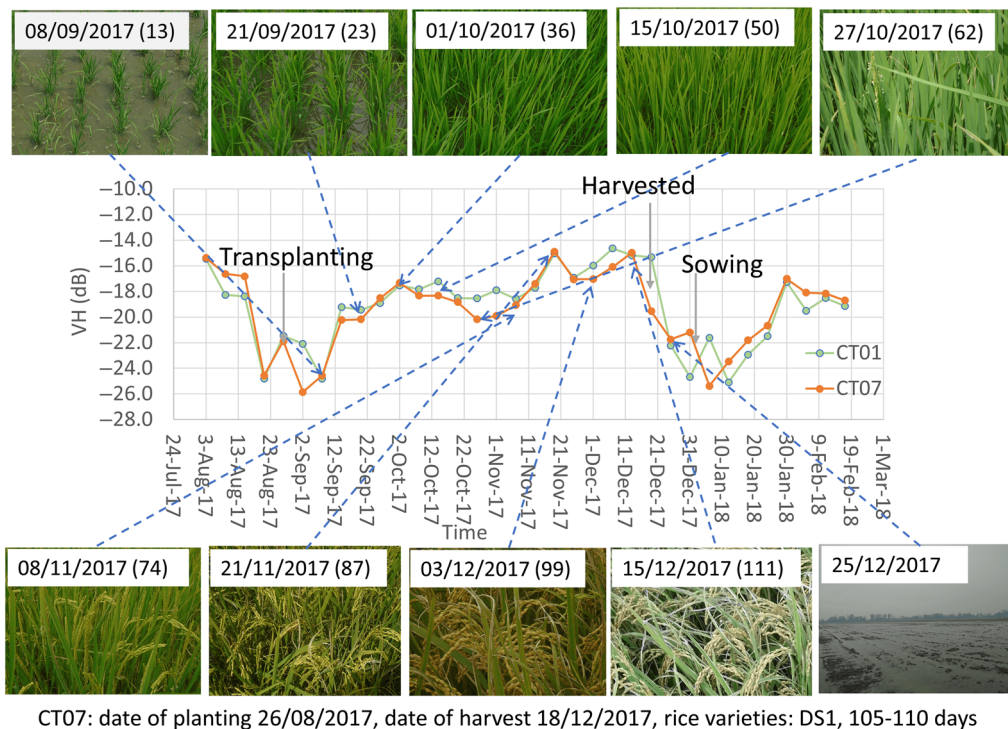 08/09/2017 (13)
21/09/2017 (23)
01/10/2017 (36)
15/10/2017 (50)
27/10/2017 (62)
−10.0
−12.0
−14.0
−16.0
−18.0
−20.0
−22.0
−24.0
−26.0
−28.0
VH (dB)
Transplanting
Harvested
Sowing
CT01
CT07
24-Jul-17
3-Aug-17
13-Aug-17
23-Aug-17
2-Sep-17
12-Sep-17
22-Sep-17
2-Oct-17
12-Oct-17
22-Oct-17
1-Nov-17
11-Nov-17
21-Nov-17
1-Dec-17
11-Dec-17
21-Dec-17
31-Dec-17
10-Jan-18
20-Jan-18
30-Jan-18
9-Feb-18
19-Feb-18
1-Mar-18
Time
08/11/2017 (74)
21/11/2017 (87)
03/12/2017 (99)
15/12/2017 (111)
25/12/2017
CT07: date of planting 26/08/2017, date of harvest 18/12/2017, rice varieties: DS1, 105-110 days